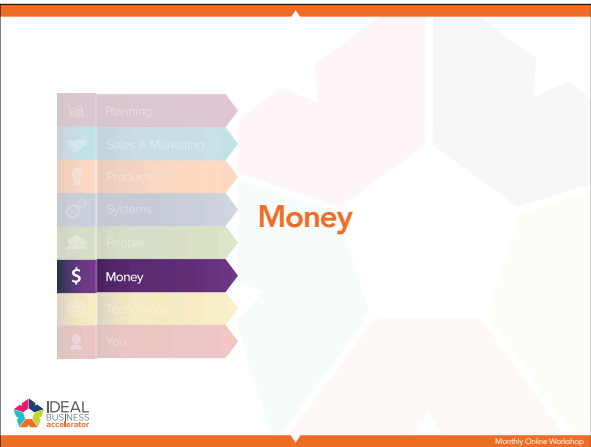 Planning
Sales & Marketing
Products
Systems
People
$ Money
Technology
You
Money
IDEAL
BUSINESS
accelerator
Monthly Online Workshop